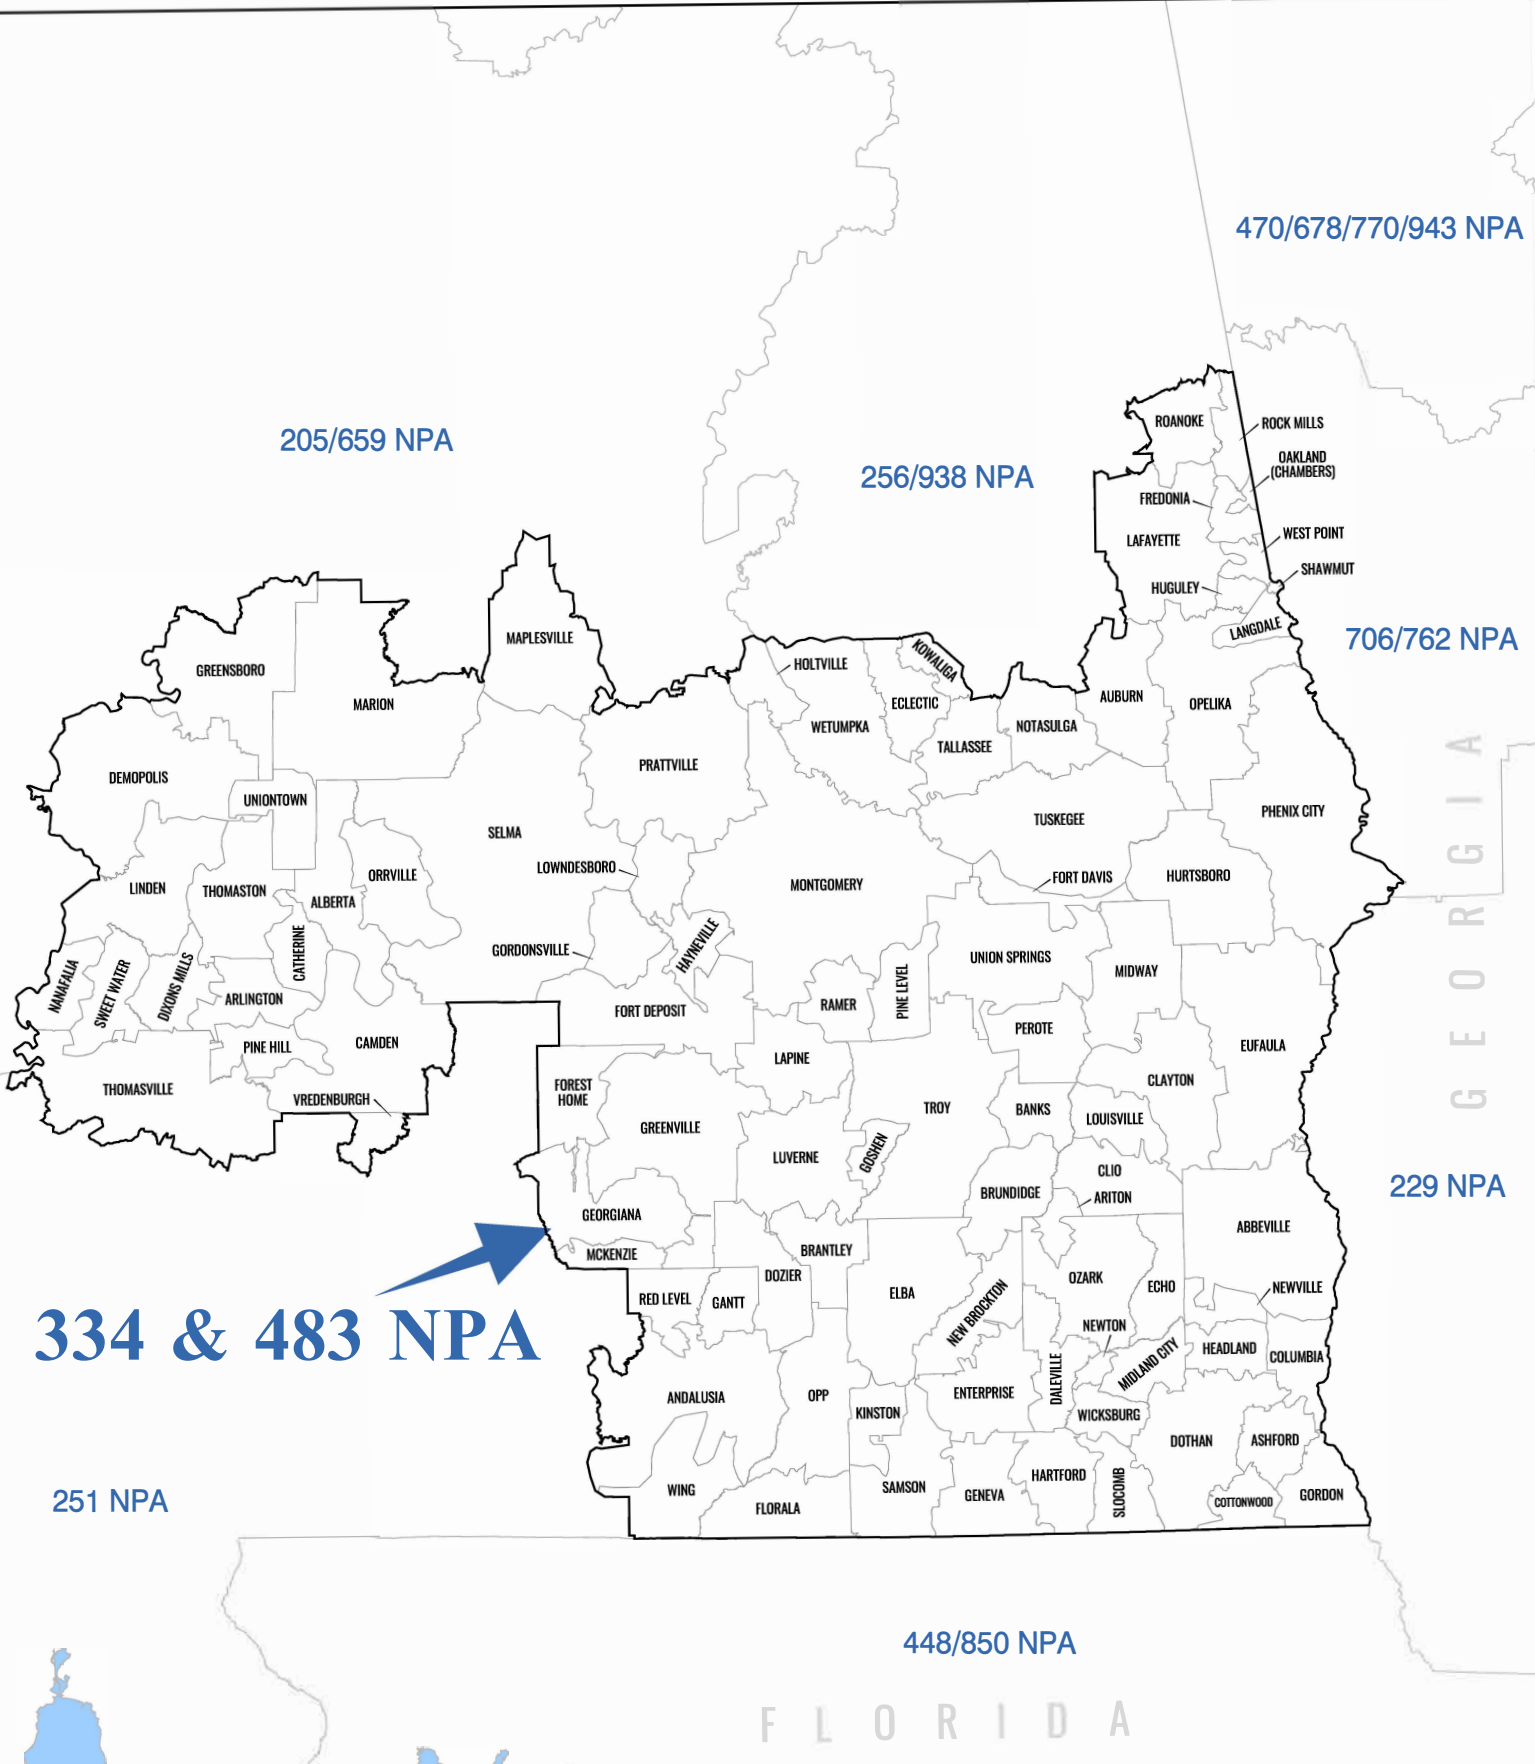 470/678/770/943 NPA
205/659 NPA
256/938 NPA
ROANOKE
ROCK MILLS
OAKLAND
(CHAMBERS)
FREDONIA
LAFAYETTE
WEST POINT
SHAWMUT
HUGULEY
LANGDALE
706/762 NPA
MAPLESVILLE
GREENSBORO
MARION
HOLTVILLE
KOWALIGA
ECLECTIC
WETUMPKA
TALLASSEE
NOTASULGA
AUBURN
OPELIKA
DEMOPOLIS
UNIONTOWN
PRATTVILLE
SELMA
TUSKEGEE
PHENIX CITY
GEORGIA
LINDEN
THOMASTON
ALBERTA
ORRVILLE
LOWNDESBORO
MONTGOMERY
FORT DAVIS
HURTSBORO
NANAFALIA
SWEET WATER
DIXONS MILLS
CATHERINE
GORDONSVILLE
HAYNEVILLE
UNION SPRINGS
MIDWAY
ARLINGTON
FORT DEPOSIT
RAMER
PINE LEVEL
PEROTE
EUFAULA
PINE HILL
CAMDEN
LAPINE
THOMASVILLE
VREDENBURGH
FOREST
HOME
GREENVILLE
TROY
BANKS
CLAYTON
LOUISVILLE
LUVERNE
GOSHEN
BRUNDIGE
CLIO
ARITON
229 NPA
GEORGIANA
MCKENZIE
BRANTLEY
ABBEVILLE
334 & 483 NPA
RED LEVEL
GANTT
DOZIER
ELBA
NEW BROCKTON
OZARK
ECHO
NEWVILLE
NEWTON
MIDLAND CITY
HEADLAND
COLUMBIA
DALEVILLE
ANDALUSIA
OPP
KINSTON
ENTERPRISE
WICKSBURG
DOTHAN
ASHFORD
251 NPA
WING
FLORALA
SAMSON
GENEVA
HARTFORD
SLOCOMB
COTTONWOOD
GORDON
448/850 NPA
FLORIDA